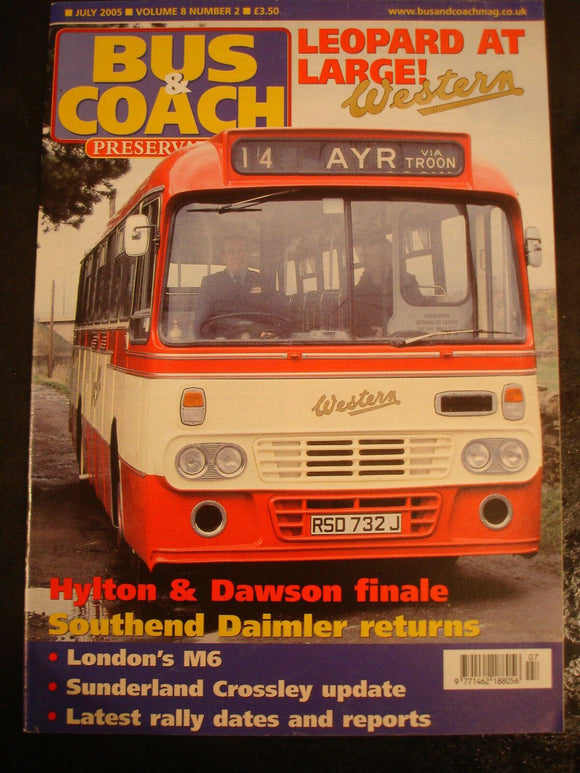 ■ JULY 2005 ■ VOLUME 8 NUMBER 2 ■ £3.50
www.busandcoachmag.co.uk
BUS
&
COACH
LEOPARD AT
LARGE!
Western
14 AYR VIA
TROON
Western
RSD 732 J
Hylton & Dawson finale
Southend Daimler returns
• London's M6
• Sunderland Crossley update
• Latest rally dates and reports
07
9 771462 188056